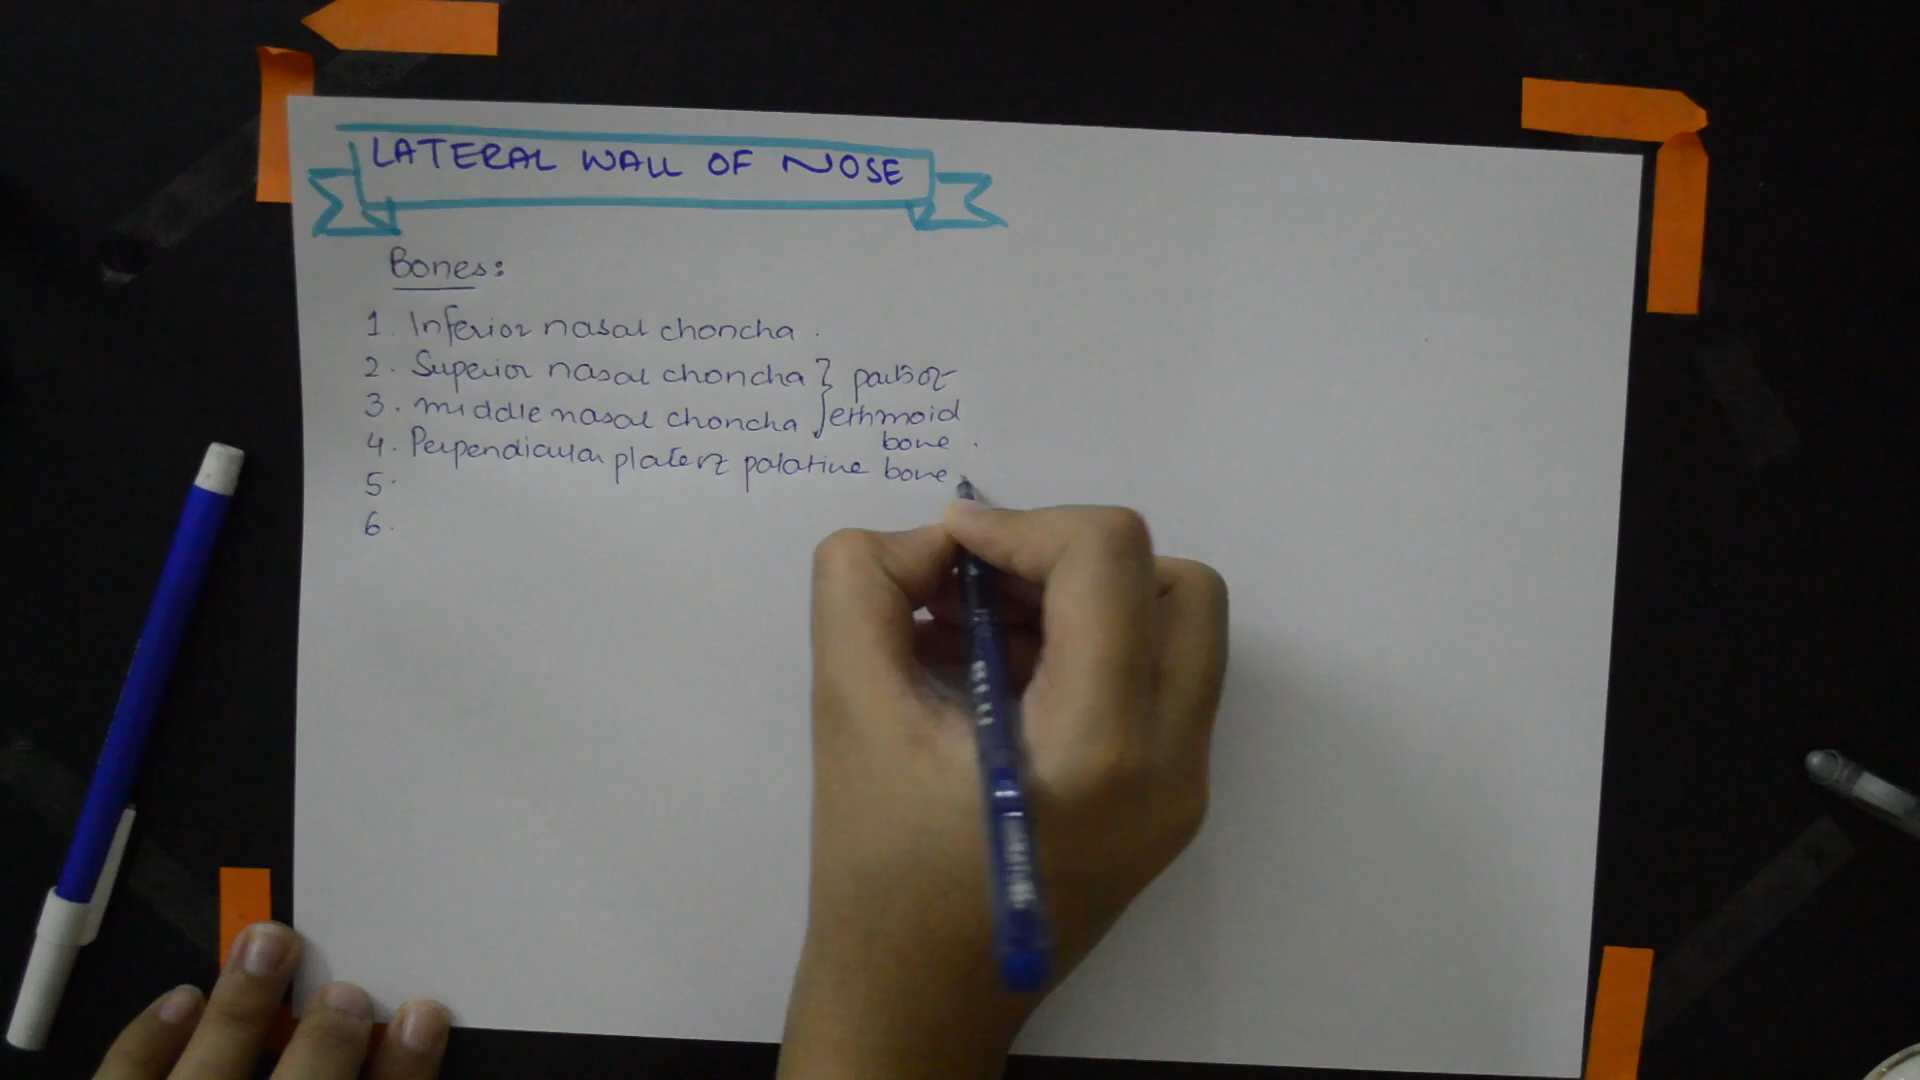 LATERAL WALL OF NOSE
Bones:
1. Inferior nasal choncha.
2. Superior nasal choncha } parts of
3. middle nasal choncha } ethmoid
bone.
4. Perpendicular plate of palatine bone
5.
6.